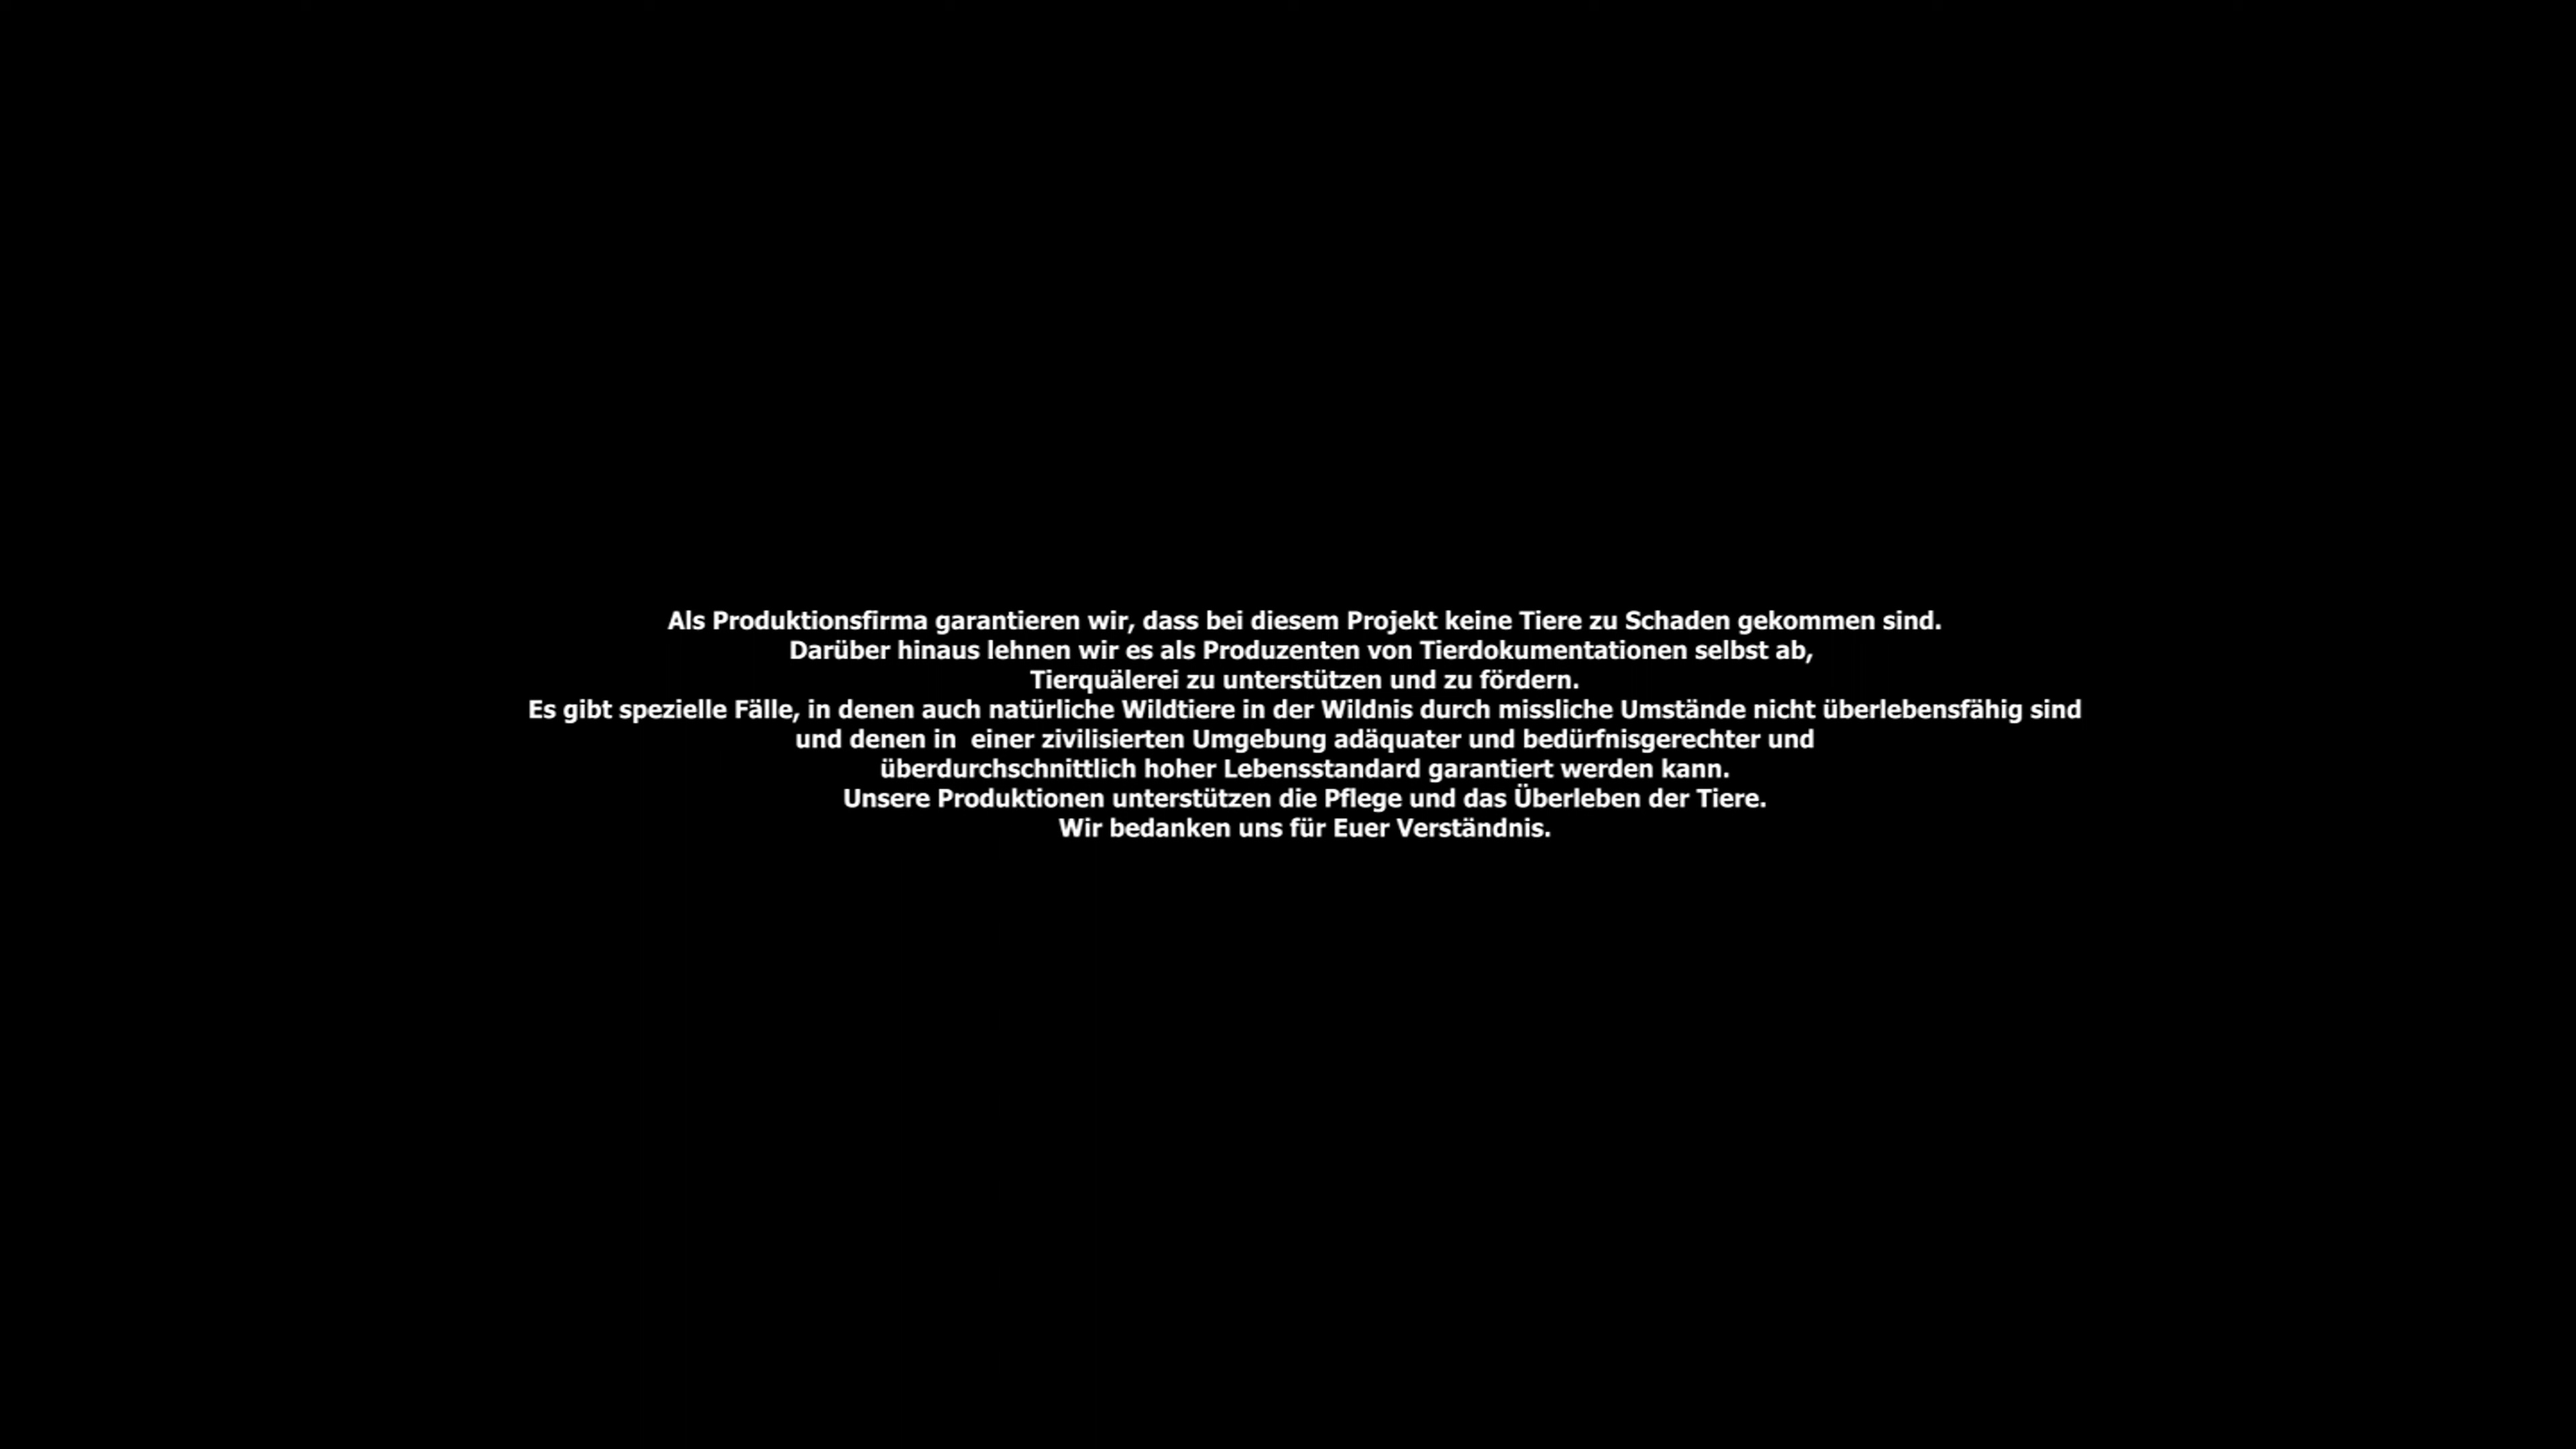 Als Produktionsfirma garantieren wir, dass bei diesem Projekt keine Tiere zu Schaden gekommen sind.
Darüber hinaus lehnen wir es als Produzenten von Tierdokumentationen selbst ab,
Tierquälerei zu unterstützen und zu fördern.
Es gibt spezielle Fälle, in denen auch natürliche Wildtiere in der Wildnis durch missliche Umstände nicht überlebensfähig sind
und denen in  einer zivilisierten Umgebung adäquater und bedürfnisgerechter und
überdurchschnittlich hoher Lebensstandard garantiert werden kann.
Unsere Produktionen unterstützen die Pflege und das Überleben der Tiere.
Wir bedanken uns für Euer Verständnis.